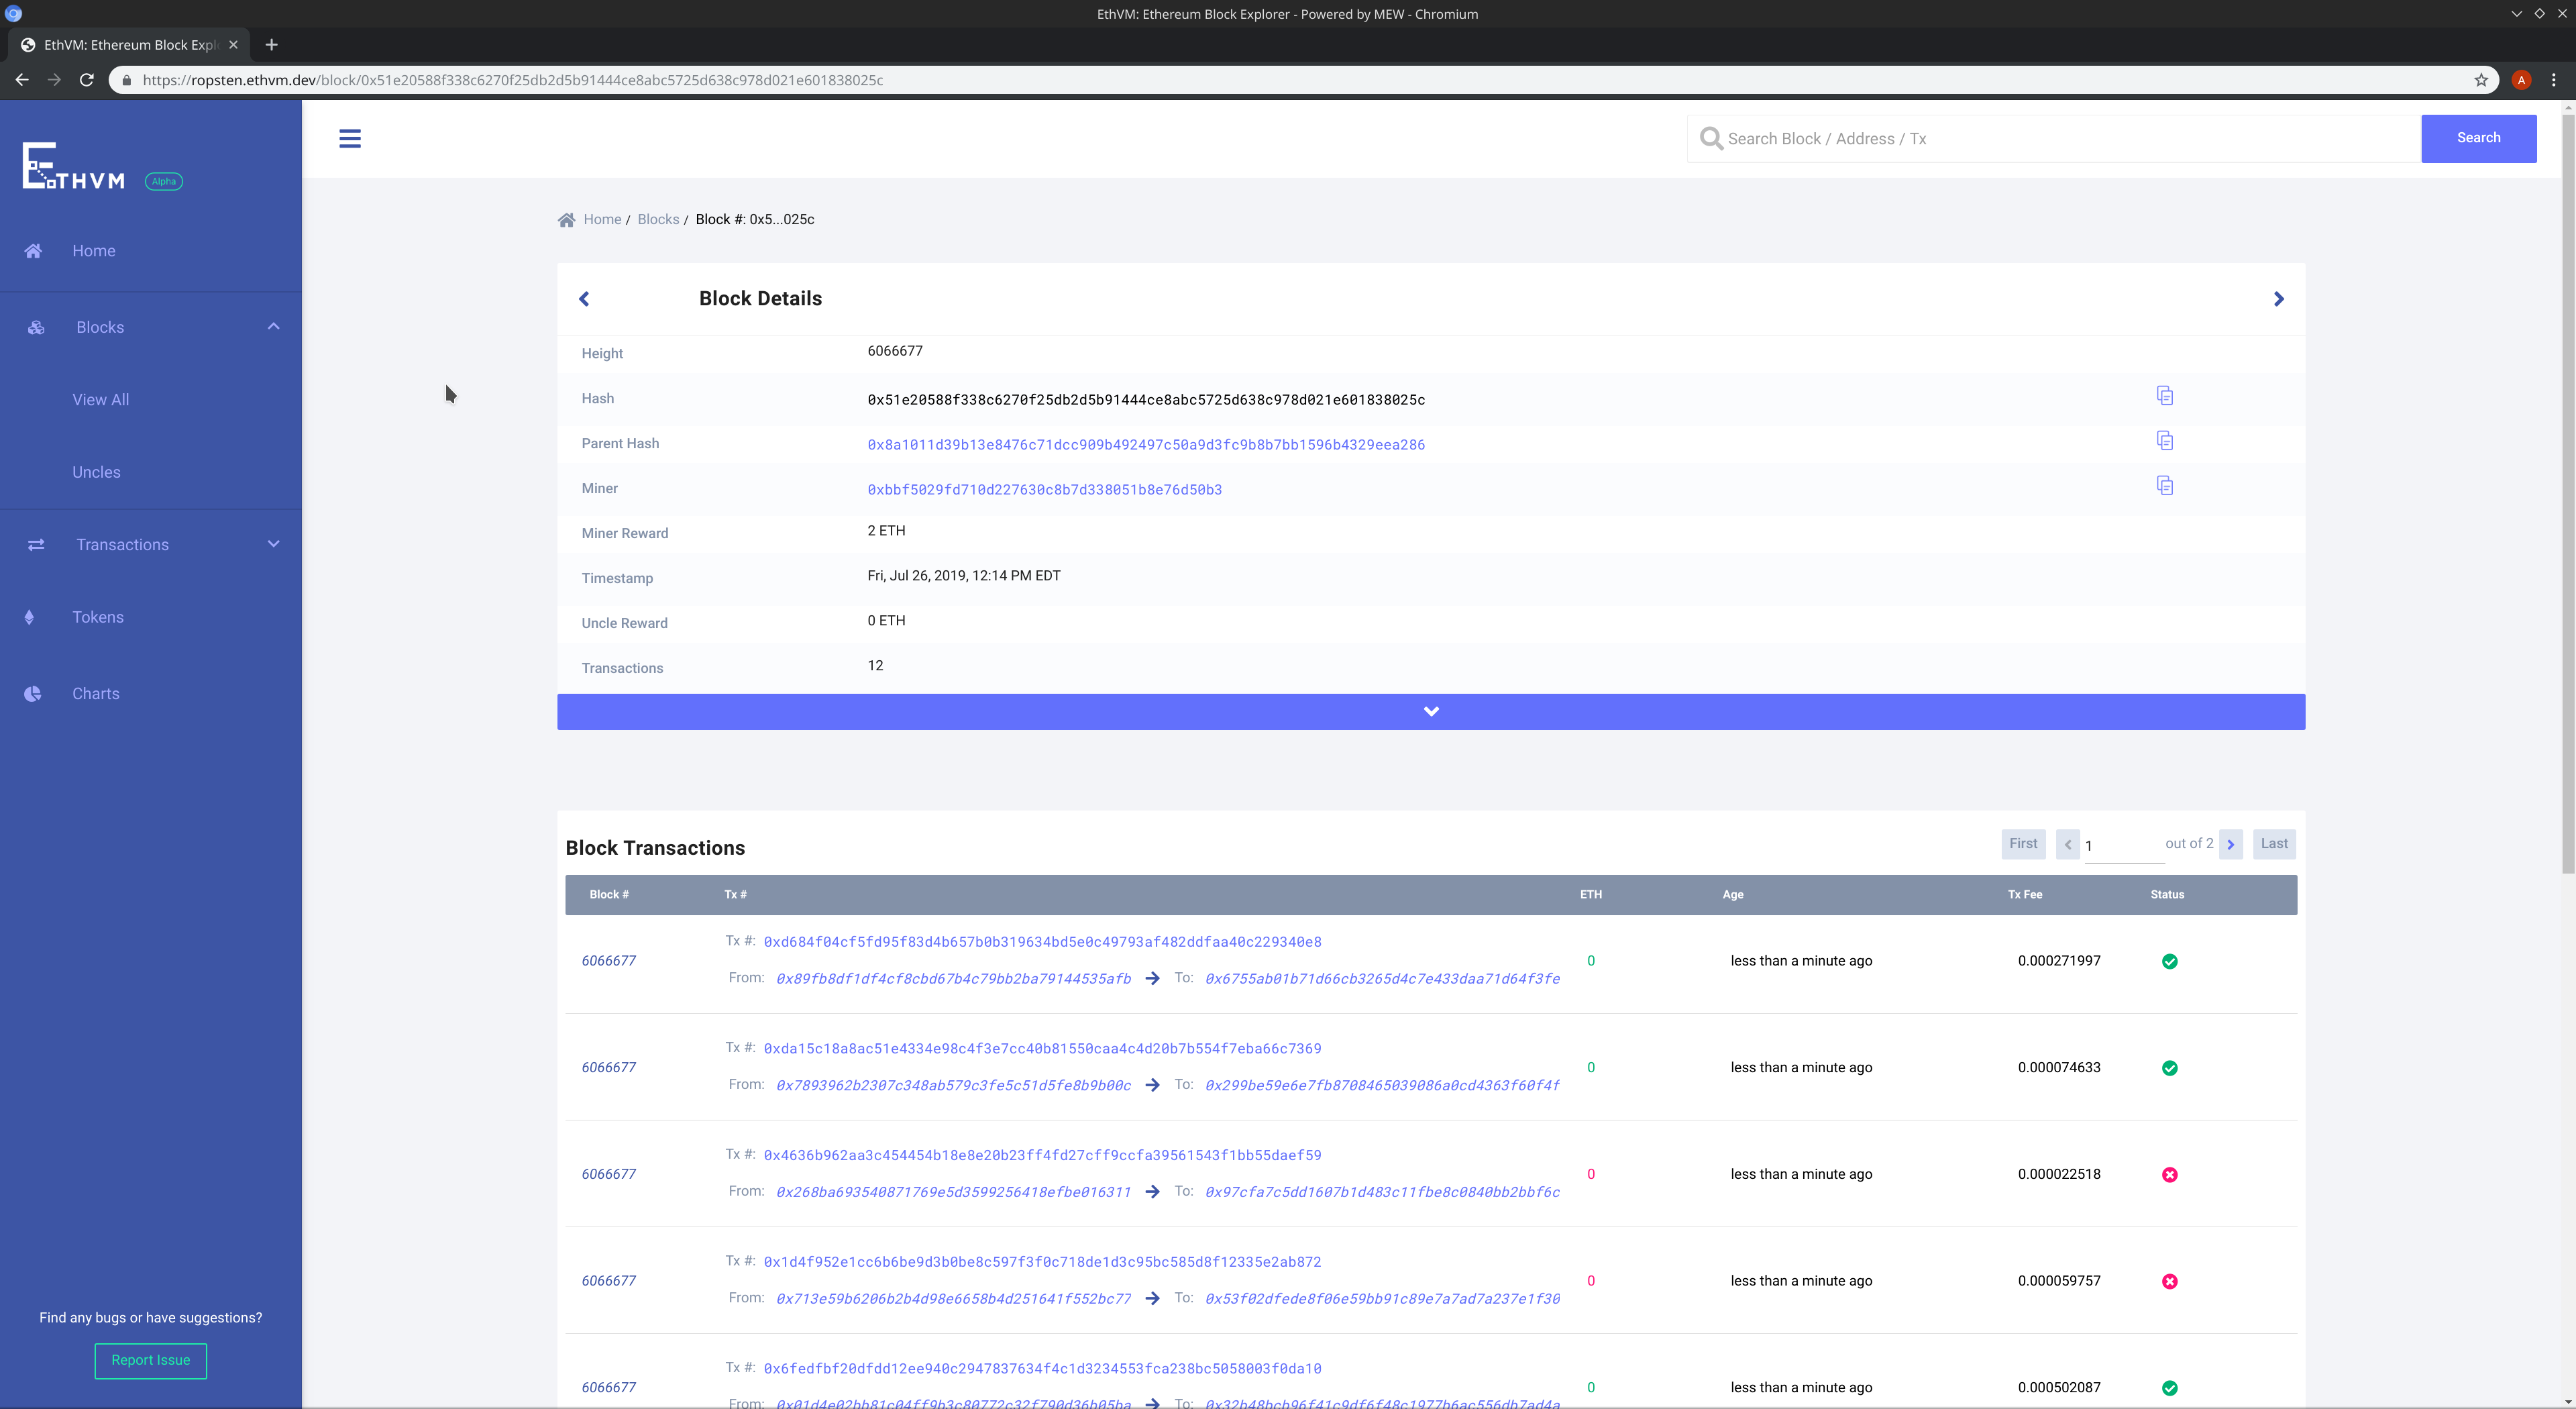 EthVM: Ethereum Block Explorer - Powered by MEW - Chromium
EthVM: Ethereum Block Expl
https://ropsten.ethvm.dev/block/0x51e20588f338c6270f25db2d5b91444ce8abc5725d638c978d021e601838025c
A
ETHVM Alpha
Search Block / Address / Tx
Search
Home
Blocks
View All
Uncles
Transactions
Tokens
Charts
Find any bugs or have suggestions?
Report Issue
Home / Blocks / Block #: 0x5...025c
Block Details
Height 6066677
Hash 0x51e20588f338c6270f25db2d5b91444ce8abc5725d638c978d021e601838025c
Parent Hash 0x8a1011d39b13e8476c71dcc909b492497c50a9d3fc9b8b7bb1596b4329eea286
Miner 0xbbf5029fd710d227630c8b7d338051b8e76d50b3
Miner Reward 2 ETH
Timestamp Fri, Jul 26, 2019, 12:14 PM EDT
Uncle Reward 0 ETH
Transactions 12
Block Transactions
First 1 out of 2 Last
Block # Tx # ETH Age Tx Fee Status
Tx #: 0xd684f04cf5fd95f83d4b657b0b319634bd5e0c49793af482ddfaa40c229340e8
6066677 0 less than a minute ago 0.000271997
From: 0x89fb8df1df4cf8cbd67b4c79bb2ba79144535afb To: 0x6755ab01b71d66cb3265d4c7e433daa71d64f3fe
Tx #: 0xda15c18a8ac51e4334e98c4f3e7cc40b81550caa4c4d20b7b554f7eba66c7369
6066677 0 less than a minute ago 0.000074633
From: 0x7893962b2307c348ab579c3fe5c51d5fe8b9b00c To: 0x299be59e6e7fb8708465039086a0cd4363f60f4f
Tx #: 0x4636b962aa3c454454b18e8e20b23ff4fd27cff9ccfa39561543f1bb55daef59
6066677 0 less than a minute ago 0.000022518
From: 0x268ba693540871769e5d3599256418efbe016311 To: 0x97cfa7c5dd1607b1d483c11fbe8c0840bb2bbf6c
Tx #: 0x1d4f952e1cc6b6be9d3b0be8c597f3f0c718de1d3c95bc585d8f12335e2ab872
6066677 0 less than a minute ago 0.000059757
From: 0x713e59b6206b2b4d98e6658b4d251641f552bc77 To: 0x53f02dfede8f06e59bb91c89e7a7ad7a237e1f30
Tx #: 0x6fedfbf20dfdd12ee940c2947837634f4c1d3234553fca238bc5058003f0da10
6066677 0 less than a minute ago 0.000502087
From: 0x01d4e02bb81c04ff9b3c80772c32f790d36b05ba To: 0x32b48bcb96f41c9df6f48c1977b6ac556db7ad4a